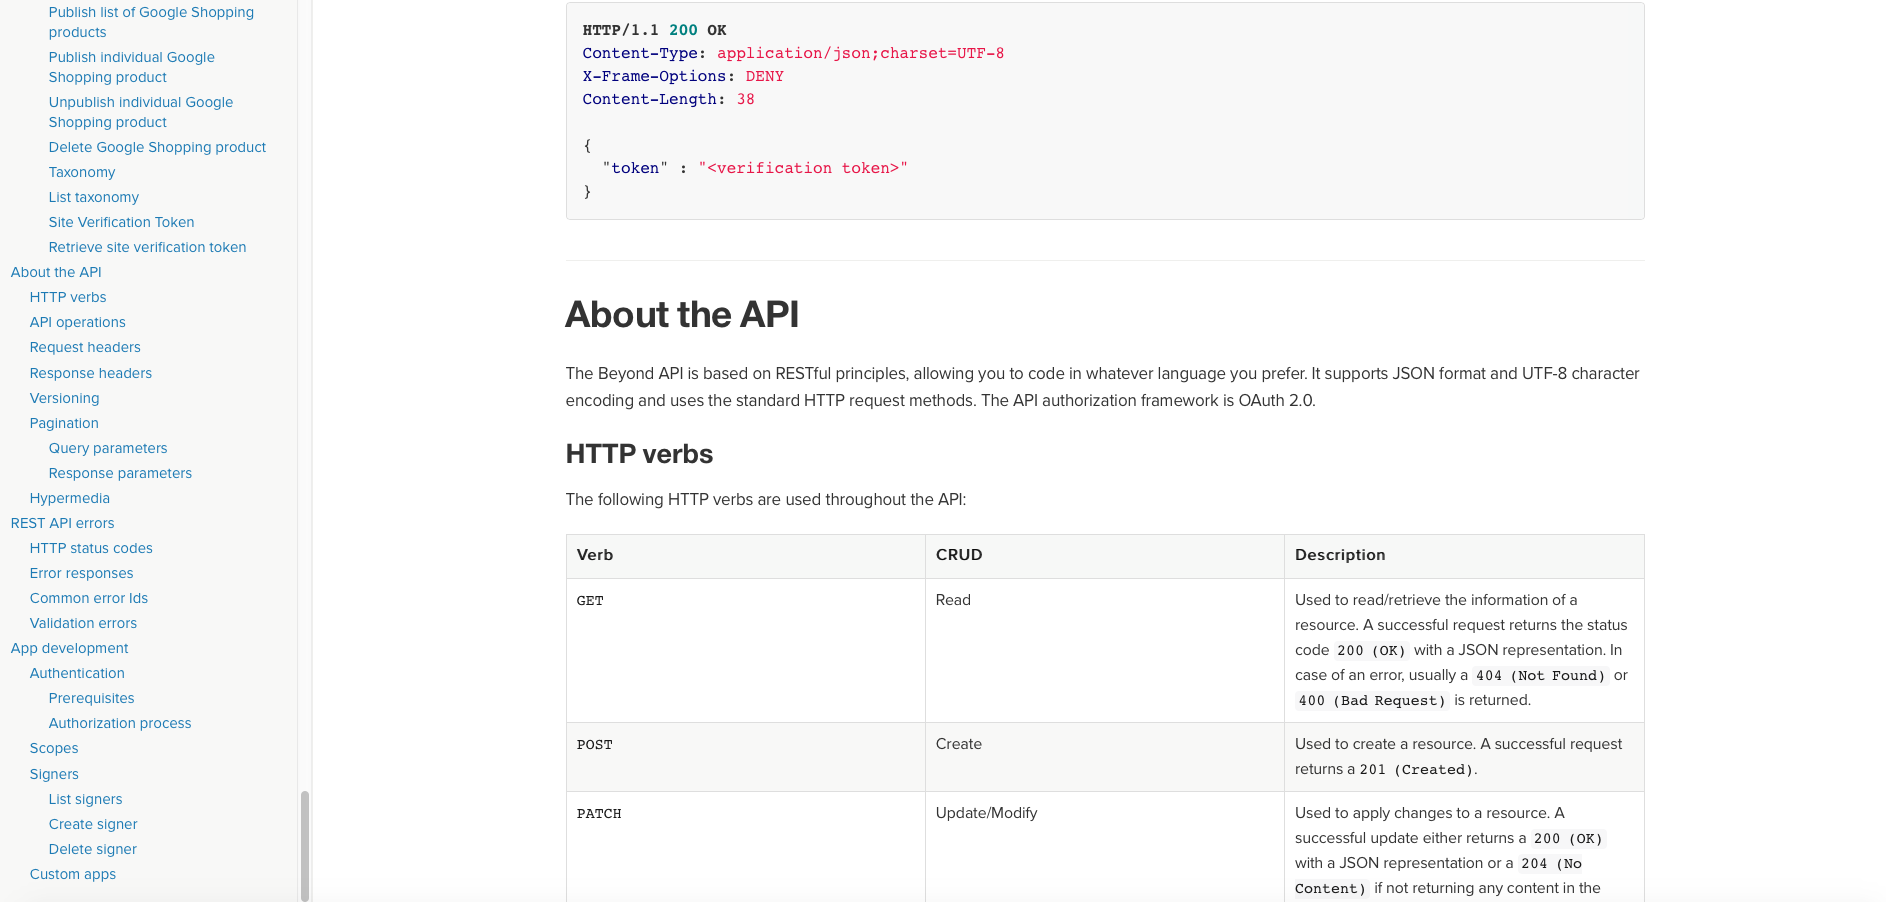 Publish list of Google Shopping
products
Publish individual Google
Shopping product
Unpublish individual Google
Shopping product
Delete Google Shopping product
Taxonomy
List taxonomy
Site Verification Token
Retrieve site verification token
About the API
HTTP verbs
API operations
Request headers
Response headers
Versioning
Pagination
Query parameters
Response parameters
Hypermedia
REST API errors
HTTP status codes
Error responses
Common error Ids
Validation errors
App development
Authentication
Prerequisites
Authorization process
Scopes
Signers
List signers
Create signer
Delete signer
Custom apps
HTTP/1.1 200 OK
Content-Type: application/json;charset=UTF-8
X-Frame-Options: DENY
Content-Length: 38
{
"token" : "<verification token>"
}
About the API
The Beyond API is based on RESTful principles, allowing you to code in whatever language you prefer. It supports JSON format and UTF-8 character
encoding and uses the standard HTTP request methods. The API authorization framework is OAuth 2.0.
HTTP verbs
The following HTTP verbs are used throughout the API:
Verb CRUD Description
GET Read Used to read/retrieve the information of a
resource. A successful request returns the status
code 200 (OK) with a JSON representation. In
case of an error, usually a 404 (Not Found) or
400 (Bad Request) is returned.
POST Create Used to create a resource. A successful request
returns a 201 (Created).
PATCH Update/Modify Used to apply changes to a resource. A
successful update either returns a 200 (OK)
with a JSON representation or a 204 (No
Content) if not returning any content in the